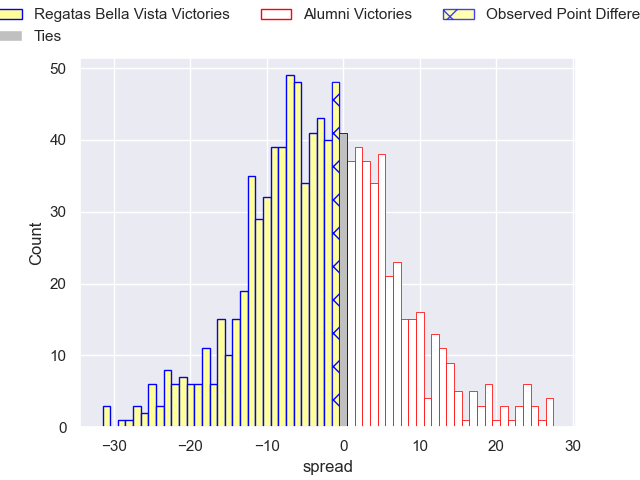 Regatas Bella Vista Victories
Alumni Victories
Observed Point Differe
Ties
50
40
30
20
10
0
Count
−30 −20 −10 0 10 20 30
spread